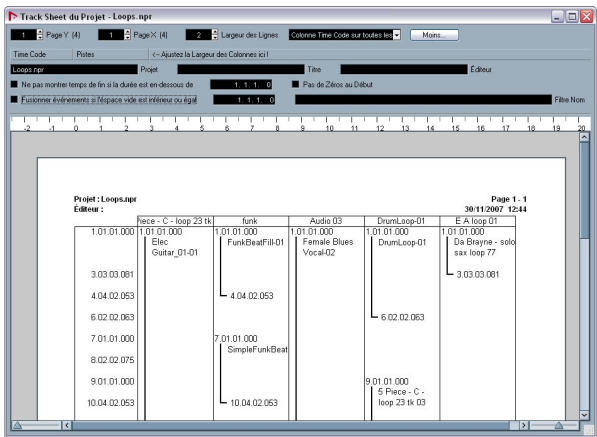 Track Sheet du Projet - Loops.npr
1 Page Y (4) 1 Page X (4) 2 Largeur des Lignes Colonne Time Code sur toutes les Moins...
Time Code Pistes <-- Ajustez la Largeur des Colonnes ici !
Loops.npr Projet Titre Éditeur
Ne pas montrer temps de fin si la durée est en-dessous de 1. 1. 1. 0 Pas de Zéros au Début
Fusionner événements si l'éspace vide est inférieur ou égal 1. 1. 1. 0 Filtre Nom
-2 -1 0 1 2 3 4 5 6 7 8 9 10 11 12 13 14 15 16 17 18 19 20
Projet : Loops.npr Page 1 - 1
Éditeur : 30/11/2007 12:44
Piece - C - loop 23 tk funk Audio 03 DrumLoop-01 E A loop 01
1.01.01.000 1.01.01.000 1.01.01.000 1.01.01.000 1.01.01.000 1.01.01.000
Elec FunkBeatFill-01 Female Blues DrumLoop-01 Da Brayne - solo
Guitar_01-01 Vocal-02 sax loop 77
3.03.03.081 3.03.03.081
4.04.02.053 4.04.02.053
6.02.02.063 6.02.02.063
7.01.01.000 7.01.01.000
SimpleFunkBeat
8.02.02.075
9.01.01.000 9.01.01.000
5 Piece - C -
10.04.02.053 10.04.02.053 loop 23 tk 03